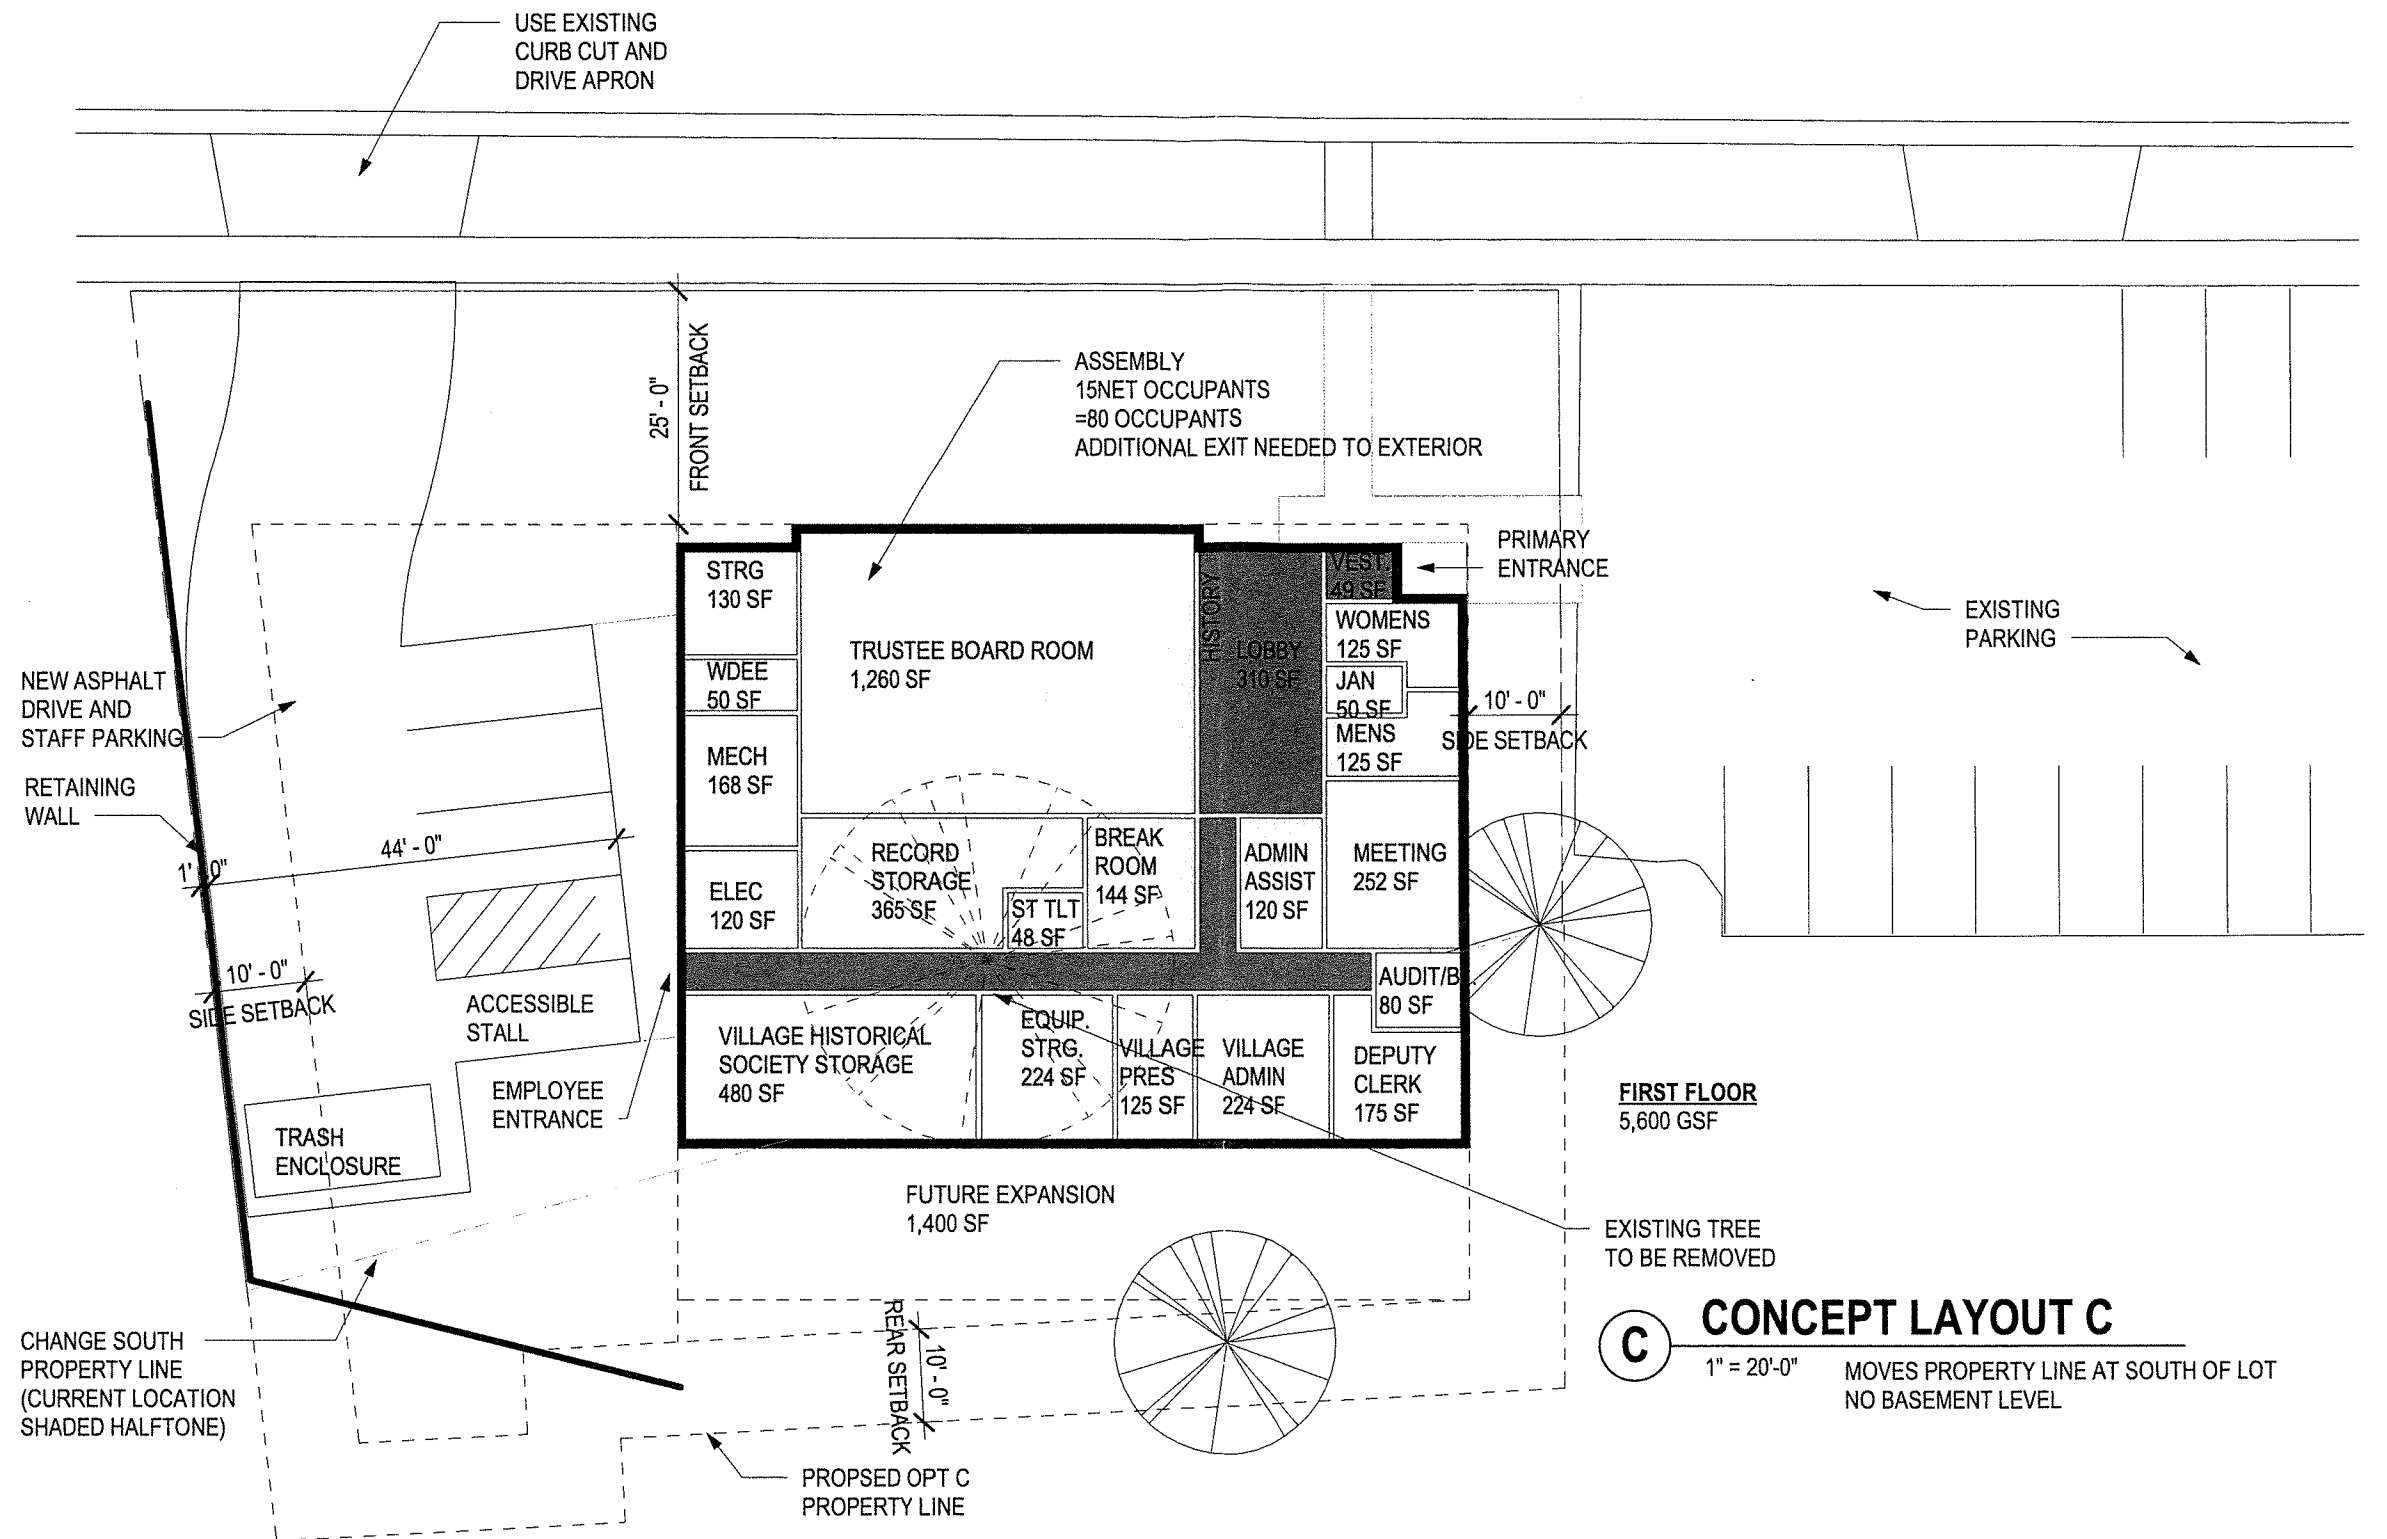 USE EXISTING
CURB CUT AND
DRIVE APRON
25' - 0"
FRONT SETBACK
ASSEMBLY
15NET OCCUPANTS
=80 OCCUPANTS
ADDITIONAL EXIT NEEDED TO EXTERIOR
PRIMARY
ENTRANCE
EXISTING
PARKING
STRG
130 SF
WDEE
50 SF
MECH
168 SF
ELEC
120 SF
TRUSTEE BOARD ROOM
1,260 SF
HISTORY
LOBBY
310 SF
VEST.
49 SF
WOMENS
125 SF
JAN
50 SF
MENS
125 SF
10' - 0"
SIDE SETBACK
NEW ASPHALT
DRIVE AND
STAFF PARKING
RETAINING
WALL
1' 0"
44' - 0"
RECORD
STORAGE
365 SF
ST TLT
48 SF
BREAK
ROOM
144 SF
ADMIN
ASSIST
120 SF
MEETING
252 SF
10' - 0"
SIDE SETBACK
ACCESSIBLE
STALL
AUDIT/B
80 SF
VILLAGE HISTORICAL
SOCIETY STORAGE
480 SF
EQUIP.
STRG.
224 SF
VILLAGE
PRES
125 SF
VILLAGE
ADMIN
224 SF
DEPUTY
CLERK
175 SF
EMPLOYEE
ENTRANCE
TRASH
ENCLOSURE
FIRST FLOOR
5,600 GSF
FUTURE EXPANSION
1,400 SF
EXISTING TREE
TO BE REMOVED
CHANGE SOUTH
PROPERTY LINE
(CURRENT LOCATION
SHADED HALFTONE)
REAR SETBACK
10' - 0"
PROPSED OPT C
PROPERTY LINE
C
CONCEPT LAYOUT C
1" = 20'-0"
MOVES PROPERTY LINE AT SOUTH OF LOT
NO BASEMENT LEVEL